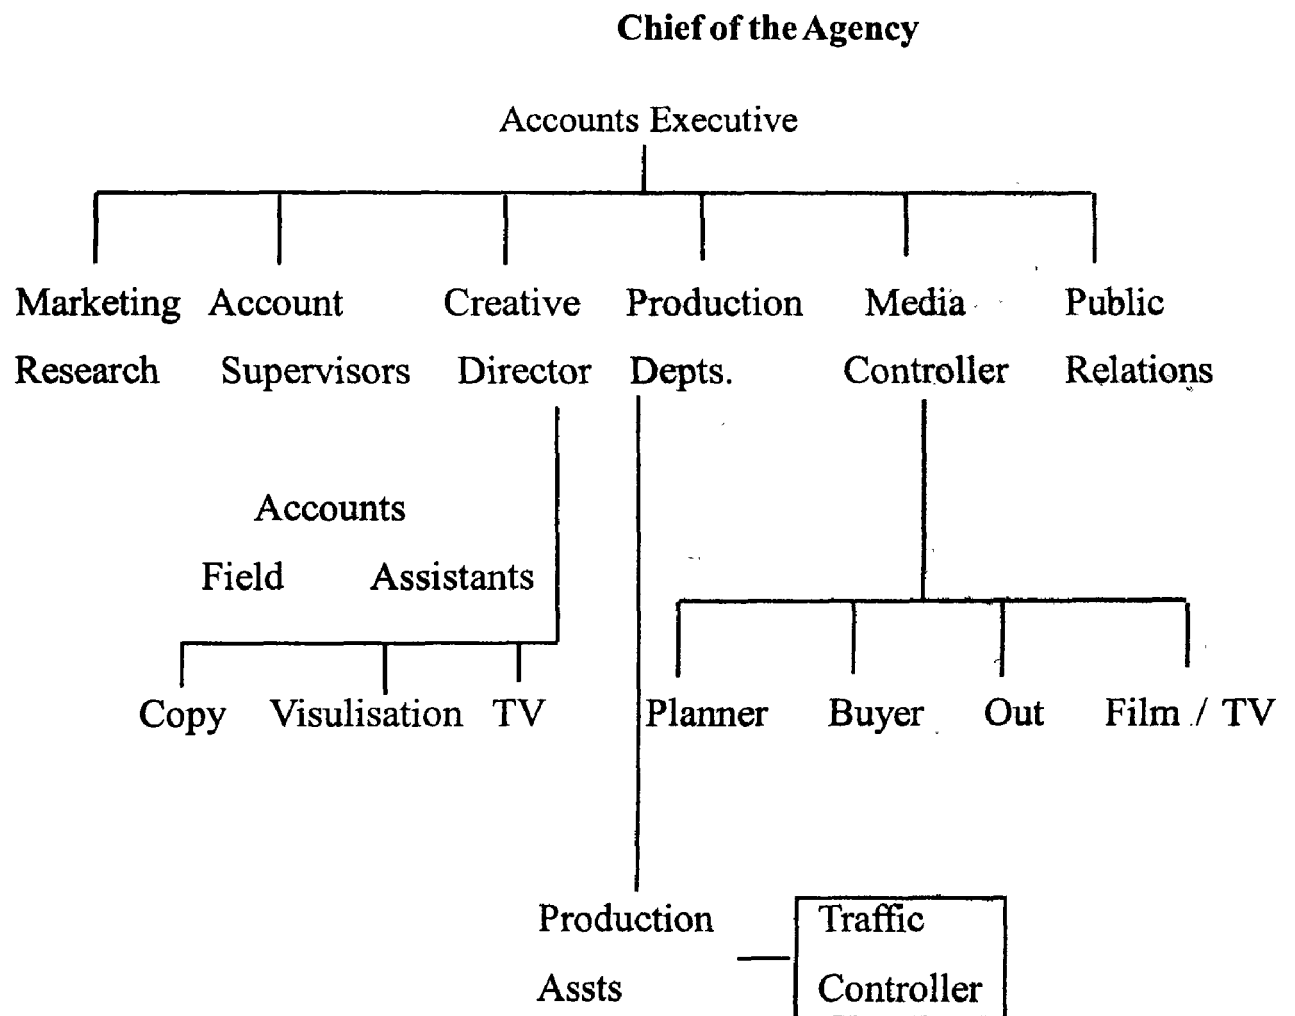 Chief of the Agency
Accounts Executive
Marketing Account Creative Production Media Public
Research Supervisors Director Depts. Controller Relations
Accounts
Field Assistants
Copy Visulisation TV Planner Buyer Out Film / TV
Production Traffic
Assts Controller